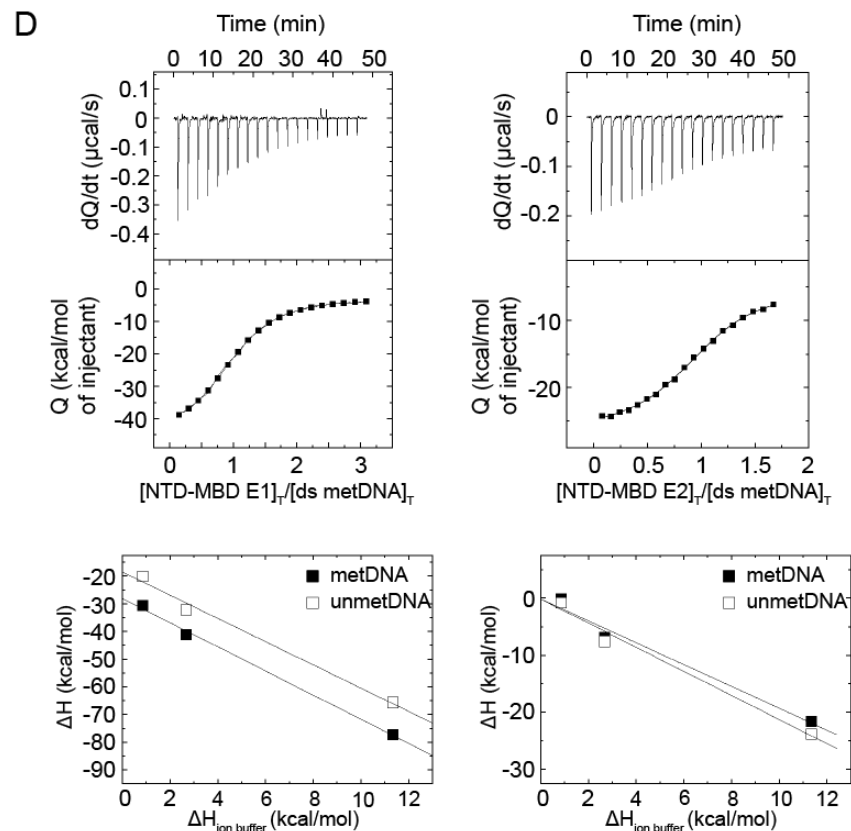 D
Time (min)
0 10 20 30 40 50
0.1
0
-0.1
-0.2
-0.3
-0.4
dQ/dt (µcal/s)
0
-10
-20
-30
-40
Q (kcal/mol
of injectant)
0 1 2 3
[NTD-MBD E1]T/[ds metDNA]T
Time (min)
0 10 20 30 40 50
0
-0.1
-0.2
dQ/dt (µcal/s)
-10
-20
Q (kcal/mol
of injectant)
0 0.5 1 1.5 2
[NTD-MBD E2]T/[ds metDNA]T
metDNA
unmetDNA
-20
-30
-40
-50
-60
-70
-80
-90
ΔH (kcal/mol)
0 2 4 6 8 10 12
ΔHion buffer (kcal/mol)
metDNA
unmetDNA
0
-10
-20
-30
ΔH (kcal/mol)
0 2 4 6 8 10 12
ΔHion buffer (kcal/mol)